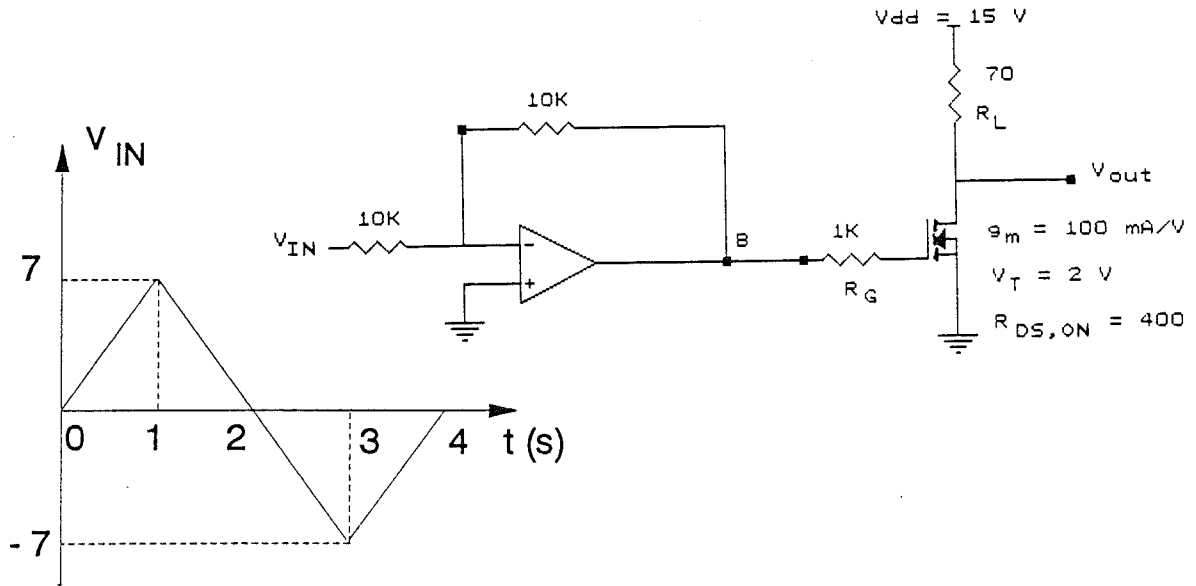 Vdd = 15 V
70
R_L
10K
V_IN
10K
V_IN
B
1K
R_G
V_out
g_m = 100 mA/V
V_T = 2 V
R_DS,ON = 400
7
0 1 2 3 4 t (s)
-7